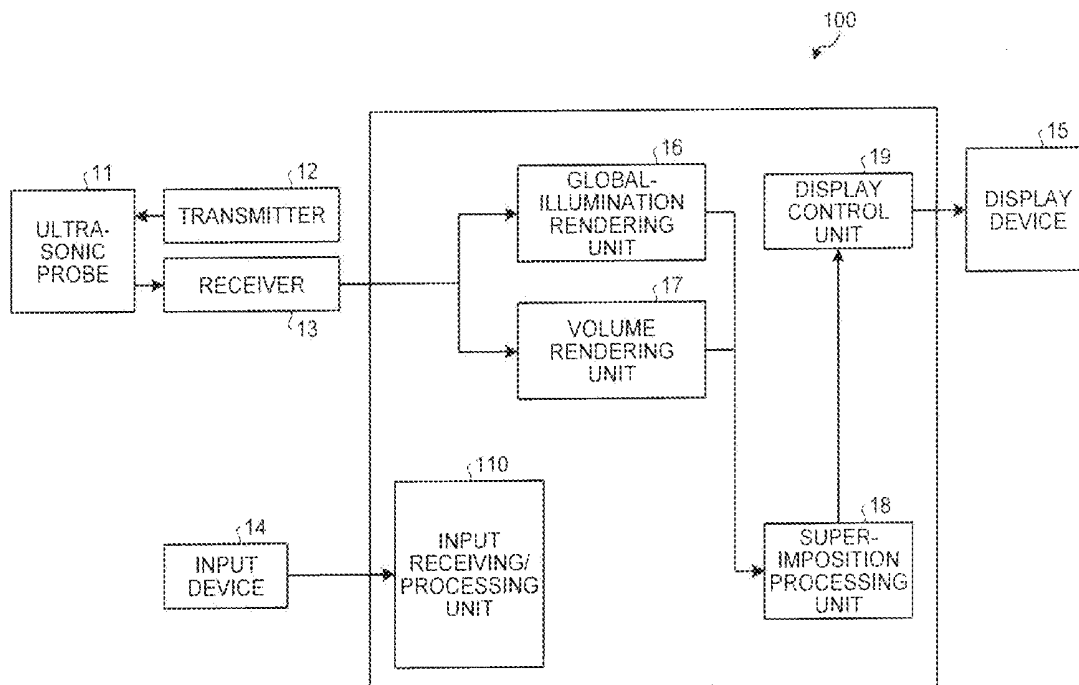 100
11
ULTRA-
SONIC
PROBE
12
TRANSMITTER
RECEIVER
13
16
GLOBAL-
ILLUMINATION
RENDERING
UNIT
17
VOLUME
RENDERING
UNIT
19
DISPLAY
CONTROL
UNIT
15
DISPLAY
DEVICE
14
INPUT
DEVICE
110
INPUT
RECEIVING/
PROCESSING
UNIT
18
SUPER-
IMPOSITION
PROCESSING
UNIT